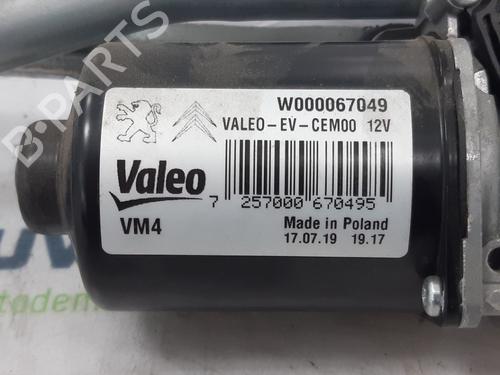 W000067049
VALEO-EV-CEM00 12V
Valeo
7 257000 670495
VM4
Made in Poland
17.07.19 19.17
B-PARTS